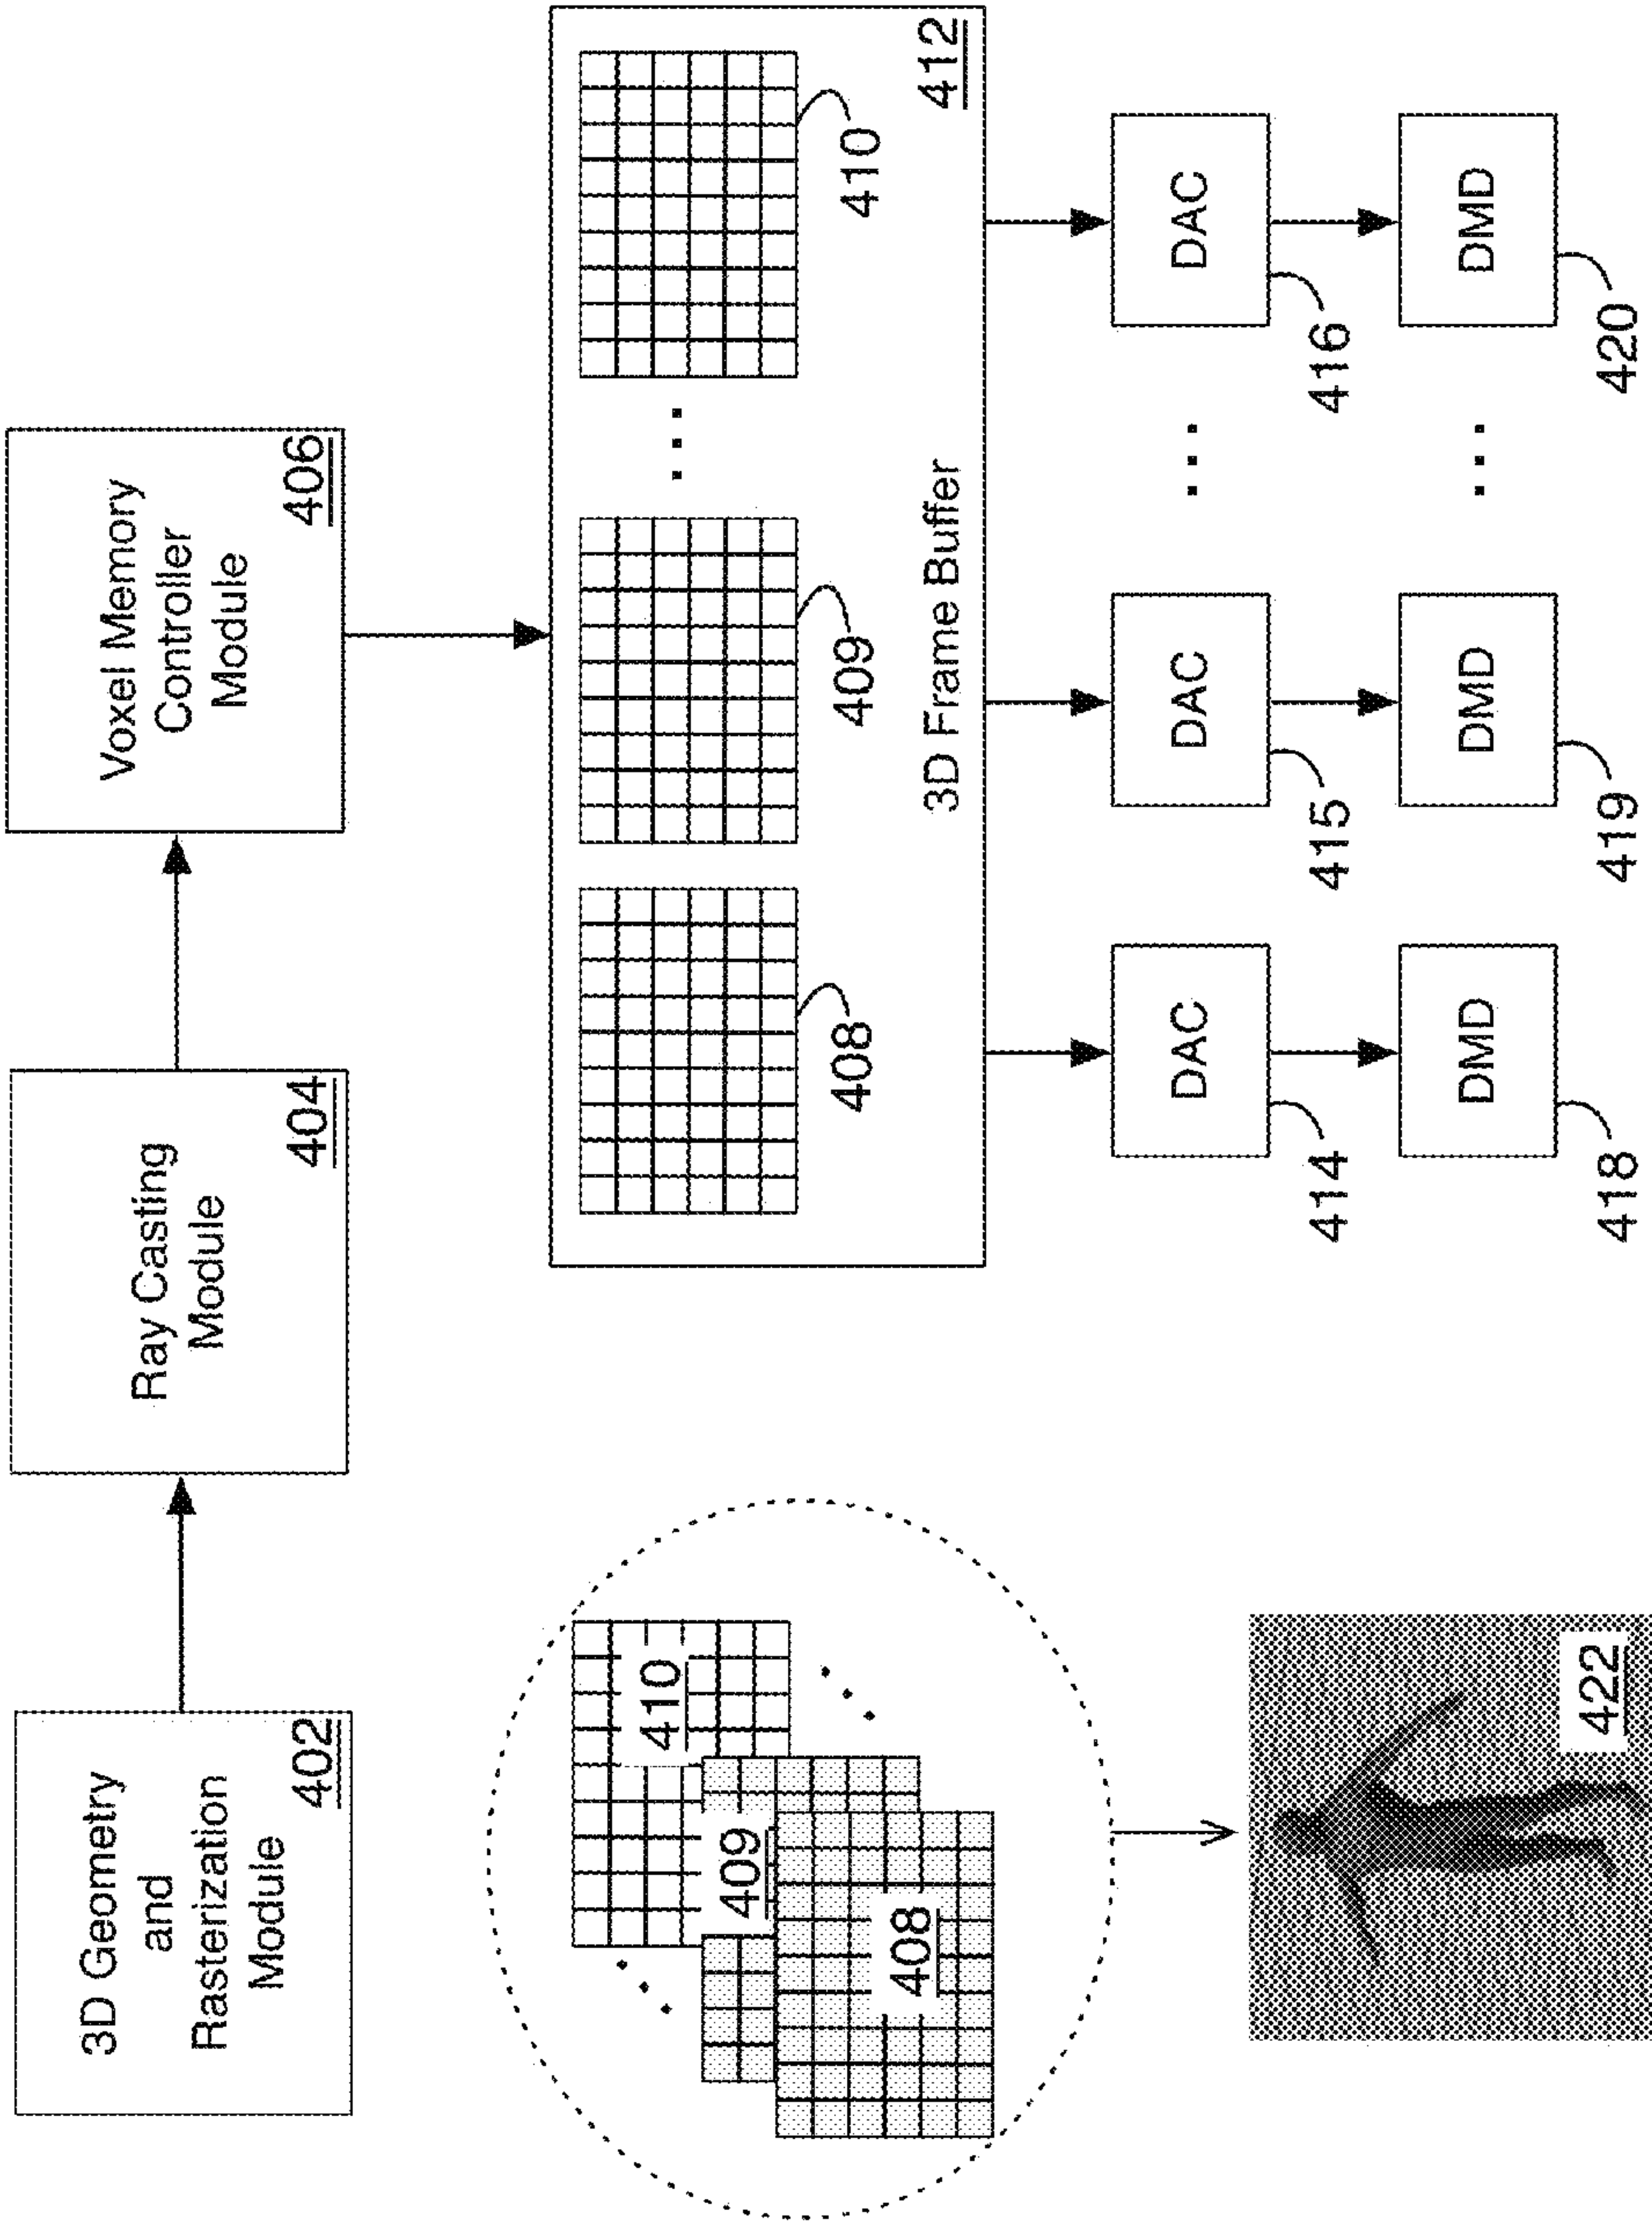 3D Geometry
and
Rasterization
Module
402
Ray Casting
Module
404
Voxel Memory
Controller
Module
406
410
409
408
422
408
409
...
410
3D Frame Buffer
412
DAC
414
DAC
415
...
DAC
416
DMD
418
DMD
419
...
DMD
420